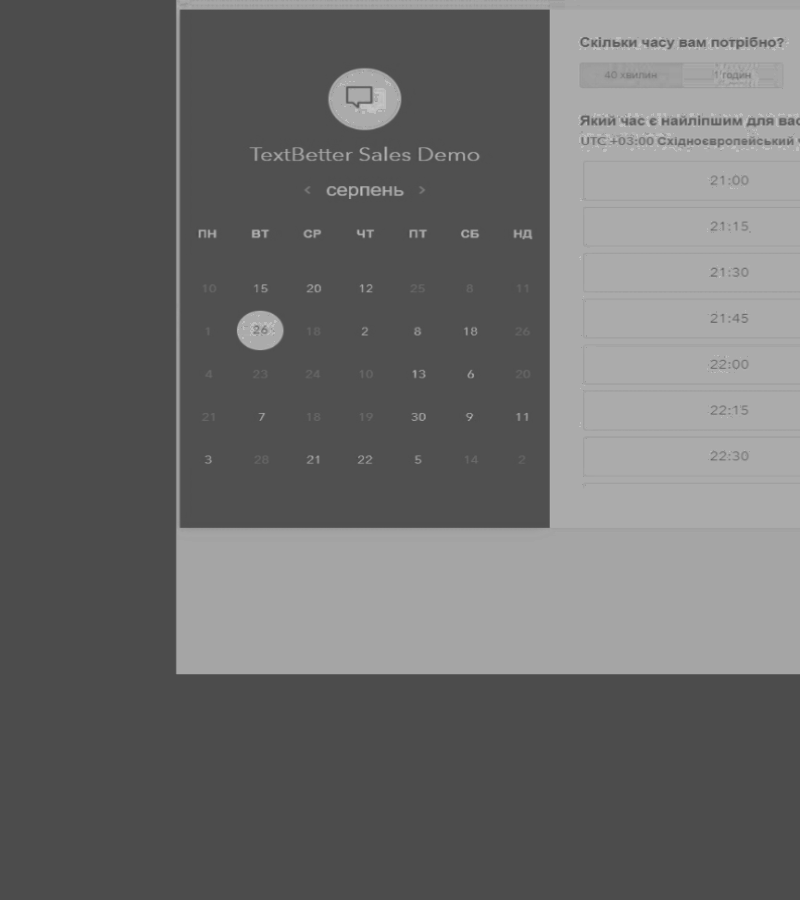 TextBetter Sales Demo
‹ серпень ›
ПН ВТ СР ЧТ ПТ СБ НД
10 15 20 12 25 8 11
1 26 18 2 8 18 26
4 23 24 10 13 6 20
21 7 18 19 30 9 11
3 28 21 22 5 14 2
Скільки часу вам потрібно?
40 хвилин 1 годин
Який час є найліпшим для вас
UTC +03:00 Східноєвропейський
21:00
21:15
21:30
21:45
22:00
22:15
22:30